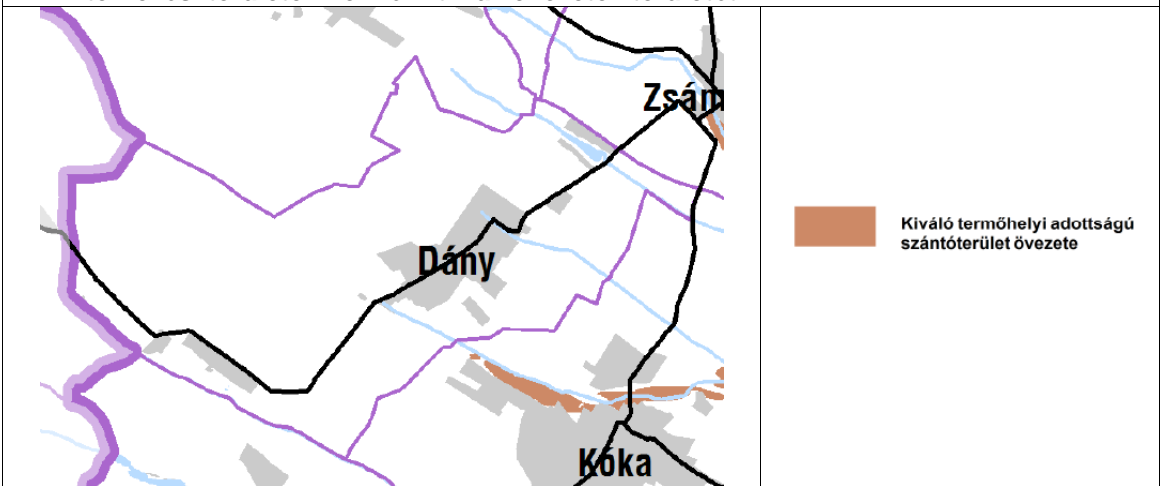 Zsám
Dány
Kóka
Kiváló termőhelyi adottságú
szántóterület övezete